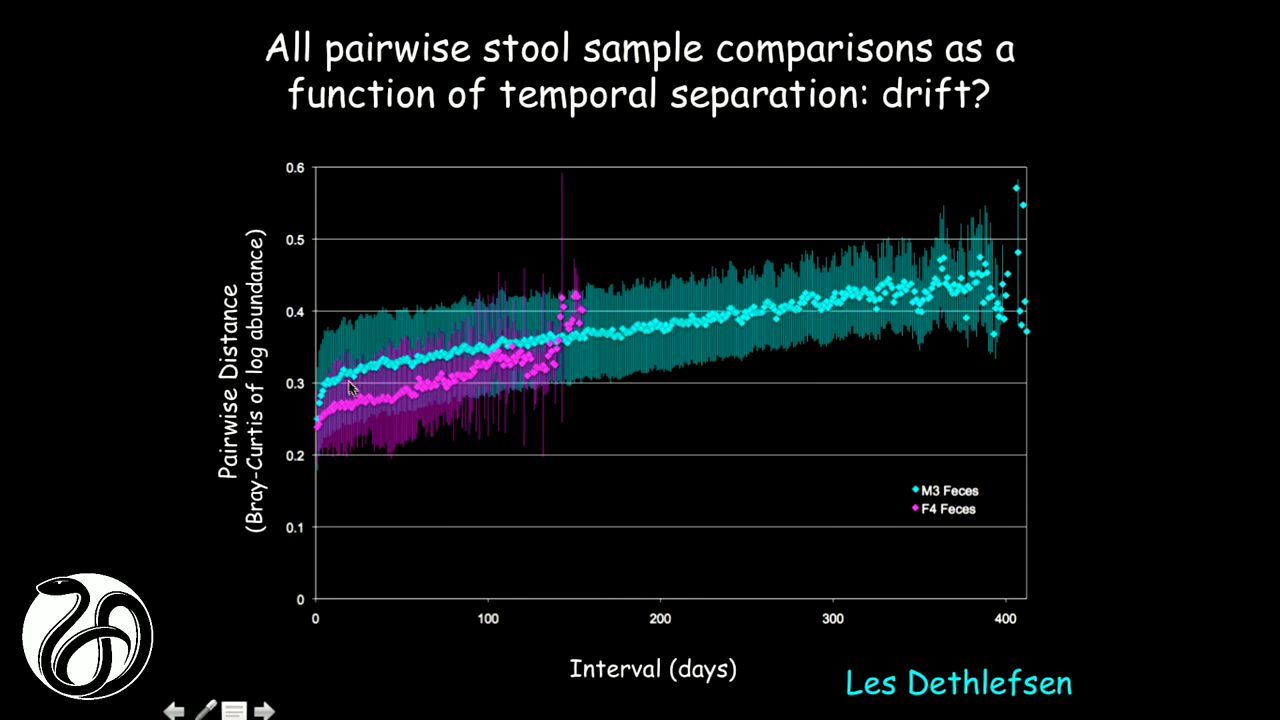 All pairwise stool sample comparisons as a
function of temporal separation: drift?
Pairwise Distance
(Bray-Curtis of log abundance)
0.6
0.5
0.4
0.3
0.2
0.1
0
0 100 200 300 400
M3 Feces
F4 Feces
Interval (days)
Les Dethlefsen